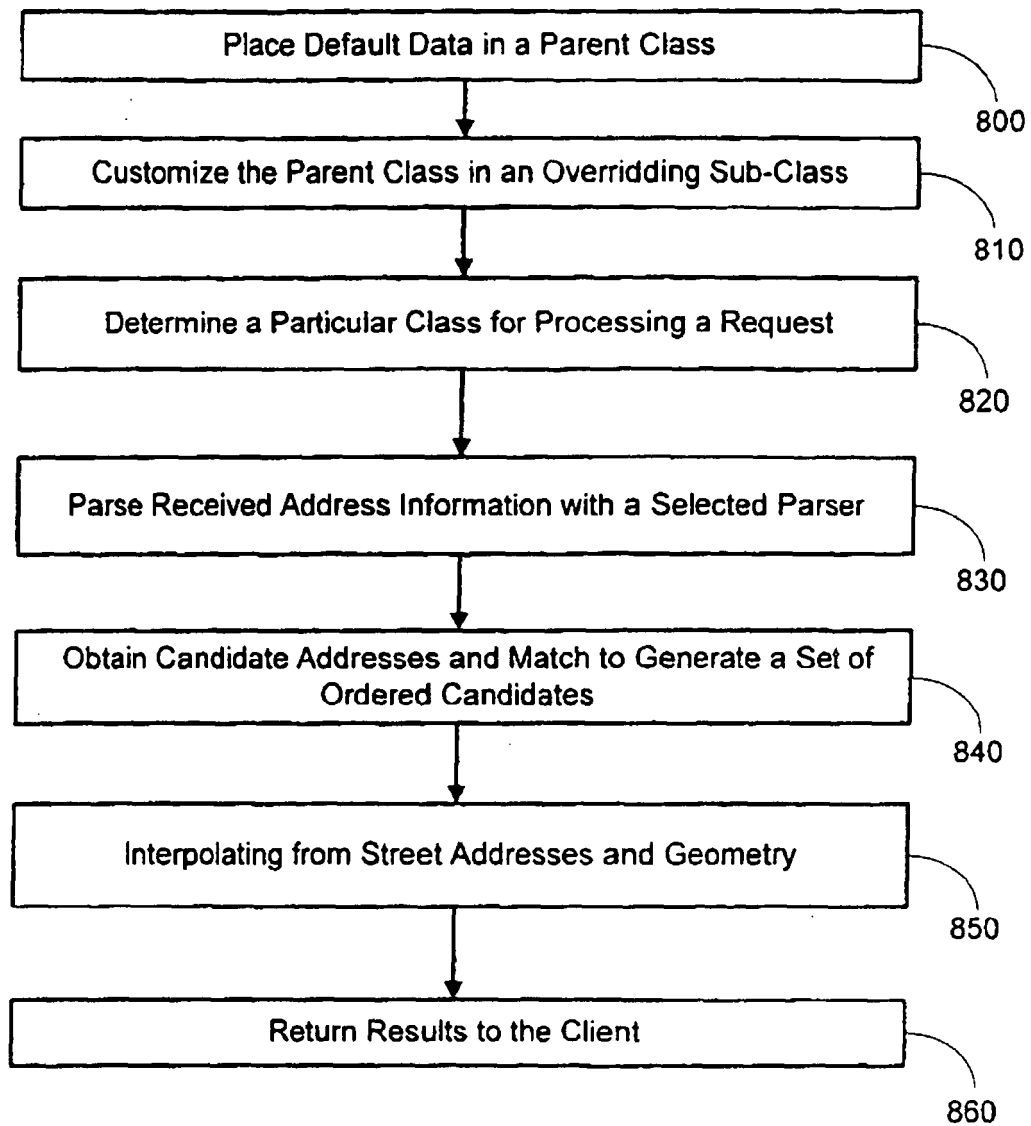 Place Default Data in a Parent Class
800
Customize the Parent Class in an Overridding Sub-Class
810
Determine a Particular Class for Processing a Request
820
Parse Received Address Information with a Selected Parser
830
Obtain Candidate Addresses and Match to Generate a Set of
Ordered Candidates
840
Interpolating from Street Addresses and Geometry
850
Return Results to the Client
860